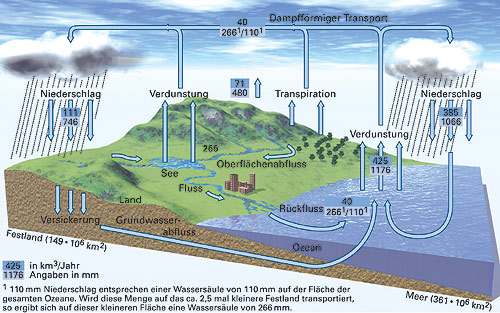 40
Dampfförmiger Transport
266¹/110¹
Niederschlag
111
746
Verdunstung
71
480
Transpiration
Niederschlag
385
1066
Verdunstung
425
1176
266
Oberflächenabfluss
See
Fluss
Land
Rückfluss
40
266¹/110¹
Versickerung
Grundwasser-
abfluss
Ozean
Festland (149•10⁶ km²)
Meer (361•10⁶ km²)
425 in km³/Jahr
1176 Angaben in mm
¹ 110 mm Niederschlag entsprechen einer Wassersäule von 110 mm auf der Fläche der
gesamten Ozeane. Wird diese Menge auf das ca. 2,5 mal kleinere Festland transportiert,
so ergibt sich auf dieser kleineren Fläche eine Wassersäule von 266 mm.